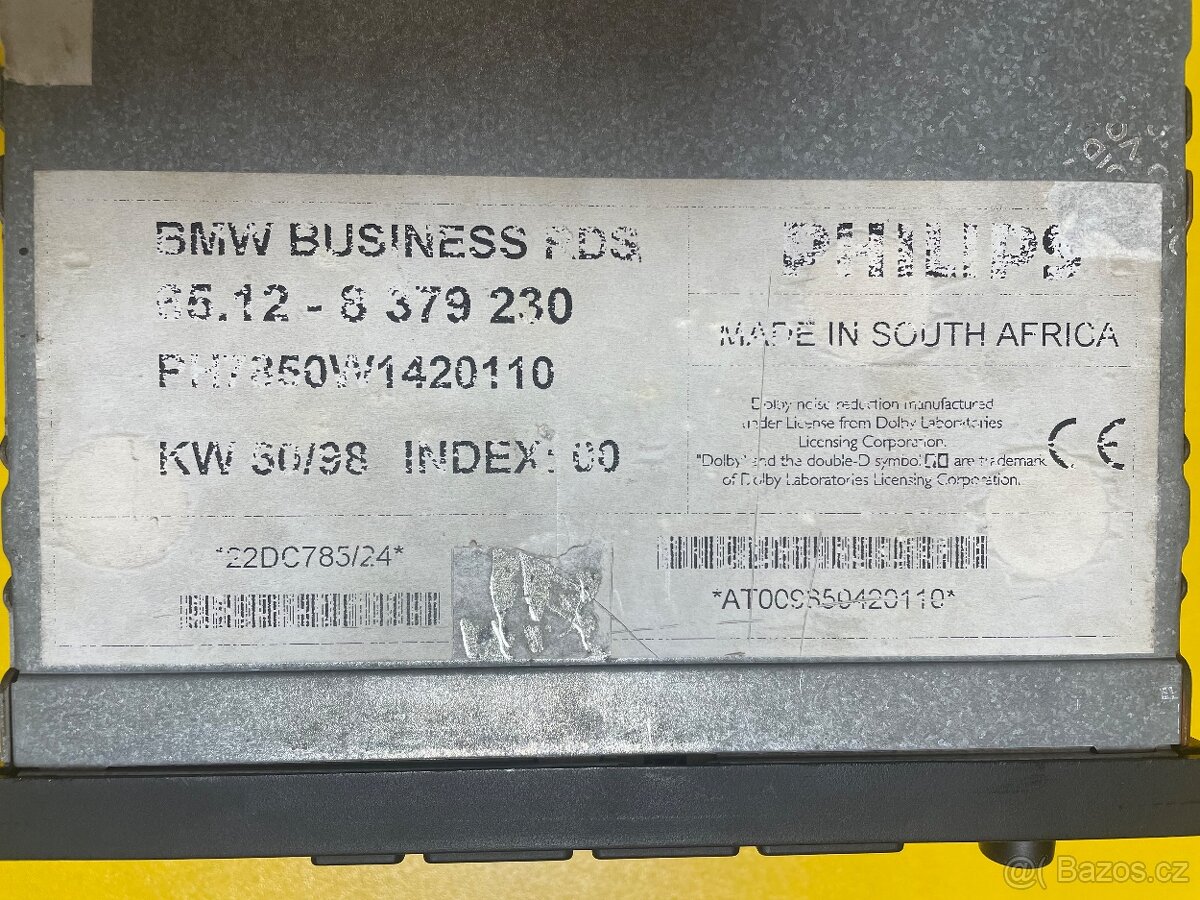 BMW BUSINESS RDS
65.12 - 8 379 230
PH7850W1420110
KW 30/98 INDEX: 00
*22DC785/24*
PHILIPS
MADE IN SOUTH AFRICA
Dolby noise reduction manufactured
under License from Dolby Laboratories
Licensing Corporation.
"Dolby" and the double-D symbol are trademark
of Dolby Laboratories Licensing Corporation.
CE
*AT009850420110*
VOID
Bazos.cz